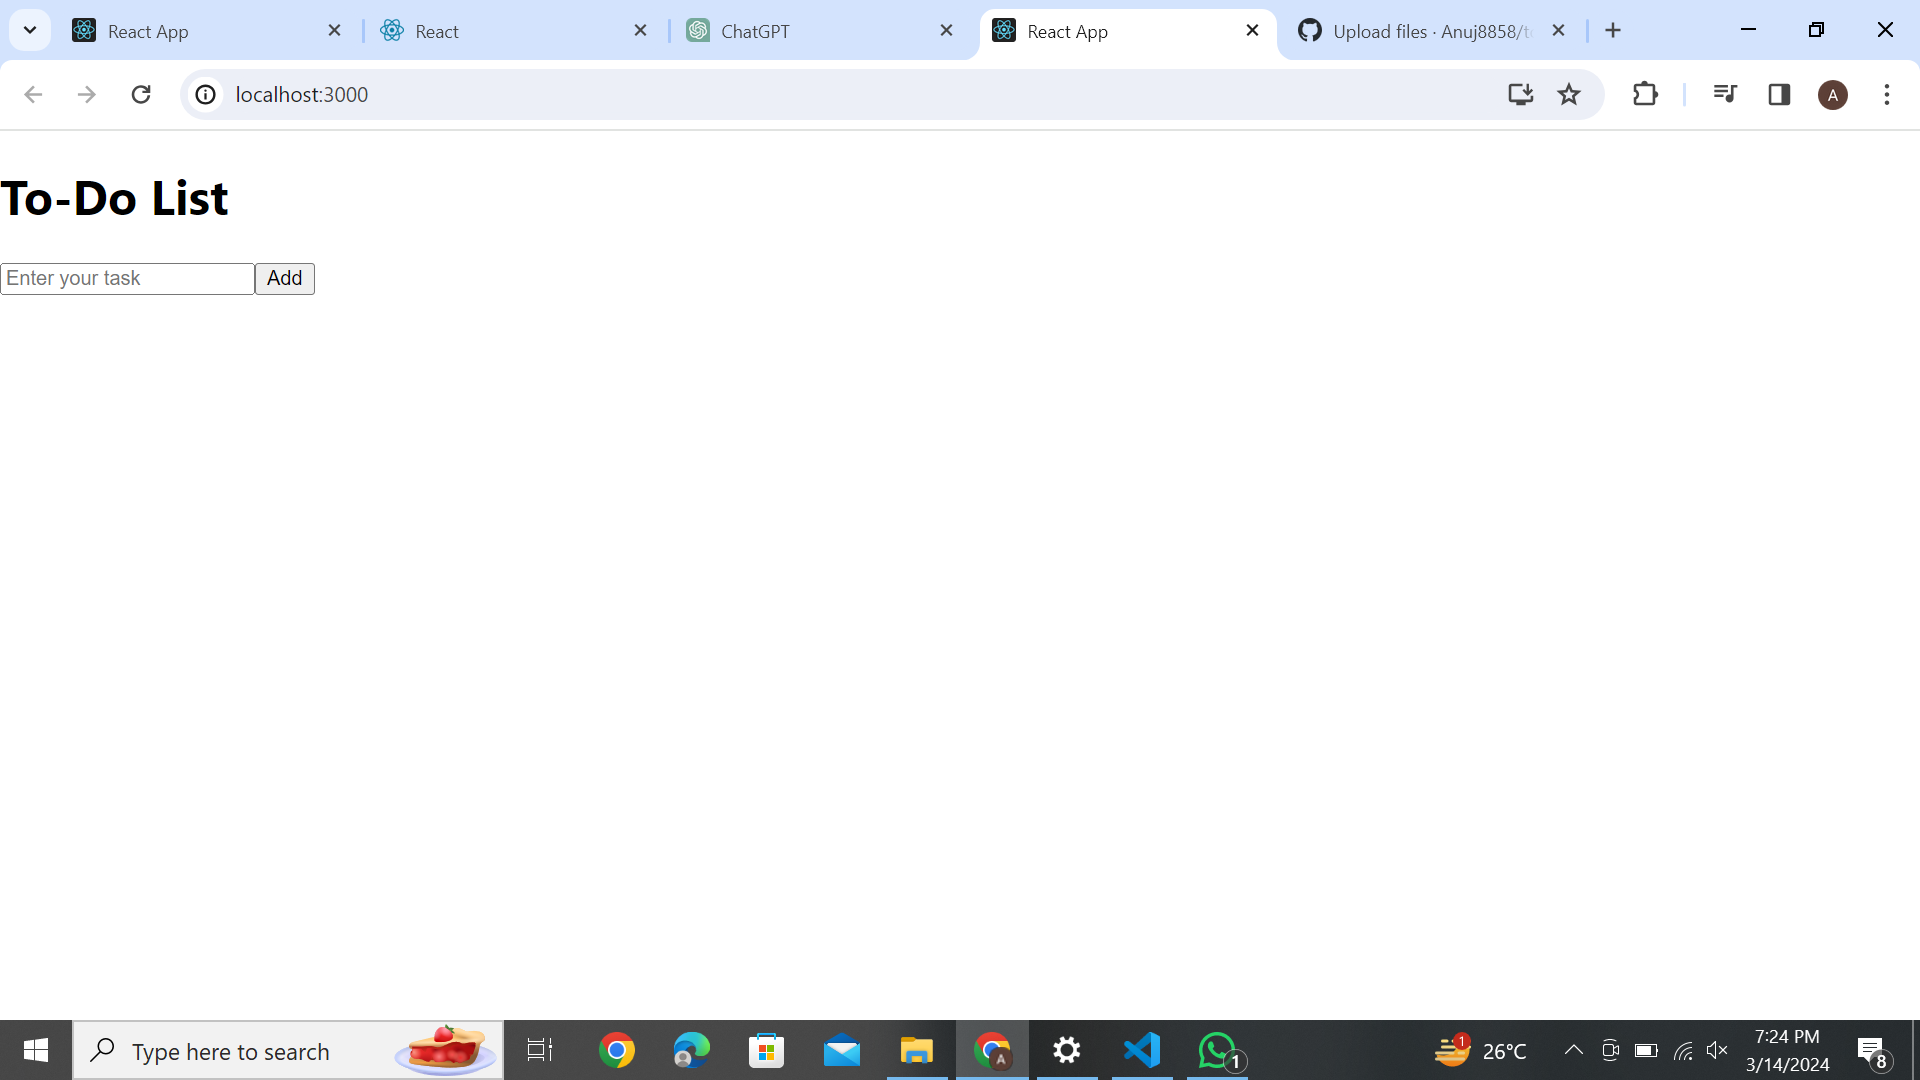 React App
React
ChatGPT
React App
Upload files · Anuj8858/t
localhost:3000
A
To-Do List
Enter your task
Add
Type here to search
A
1
1
26°C
7:24 PM
3/14/2024
8